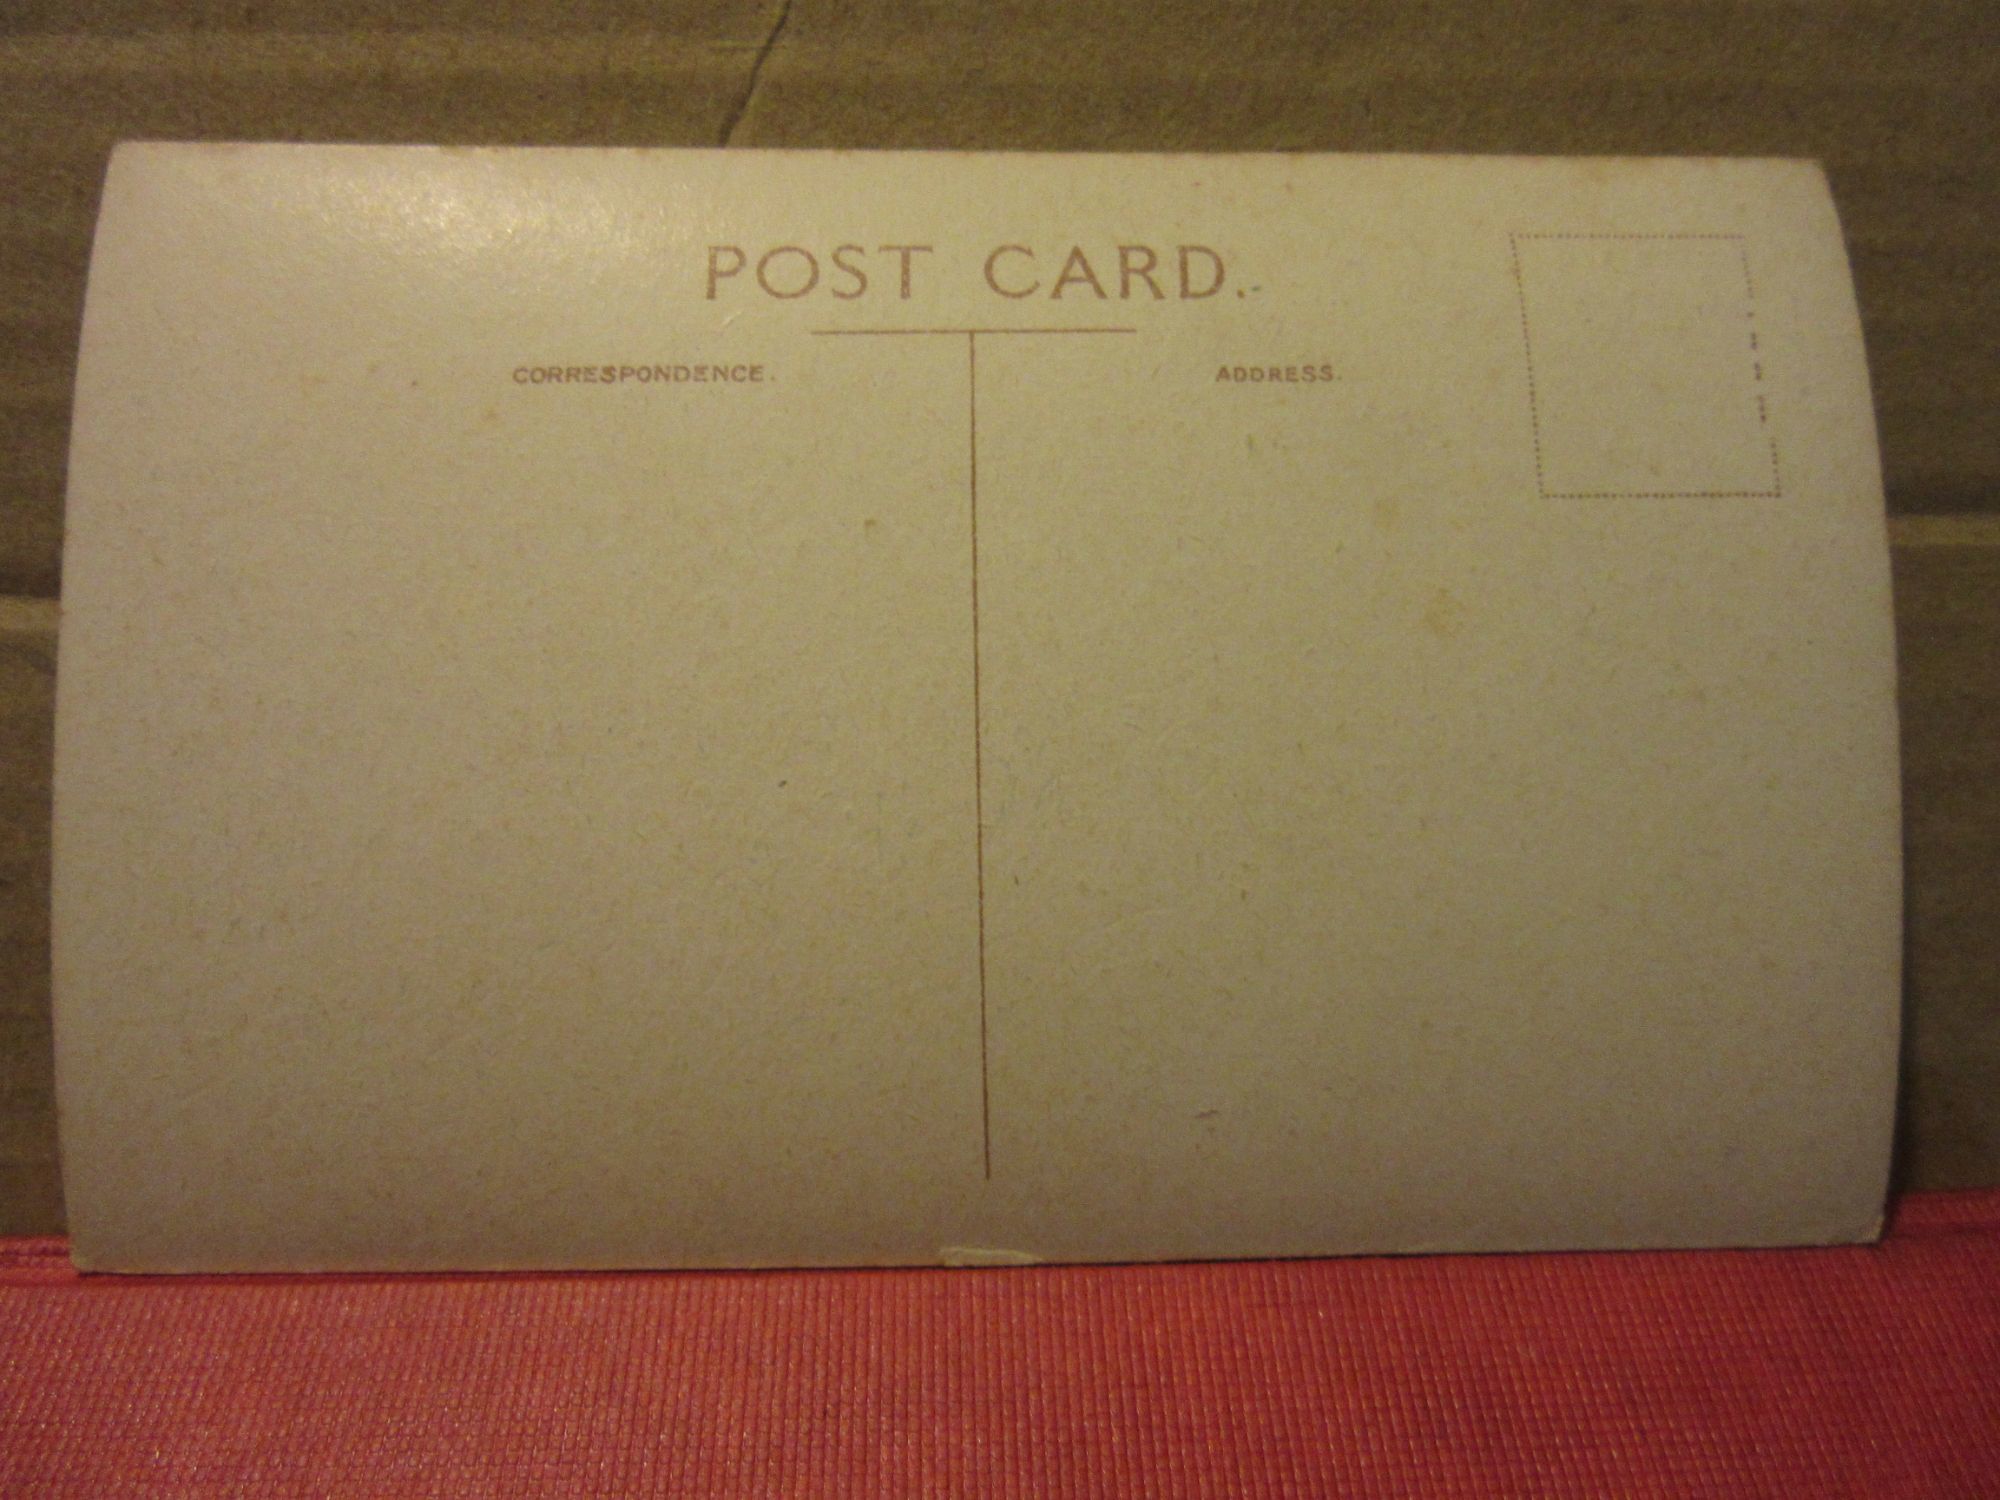 POST CARD.
CORRESPONDENCE.
ADDRESS.